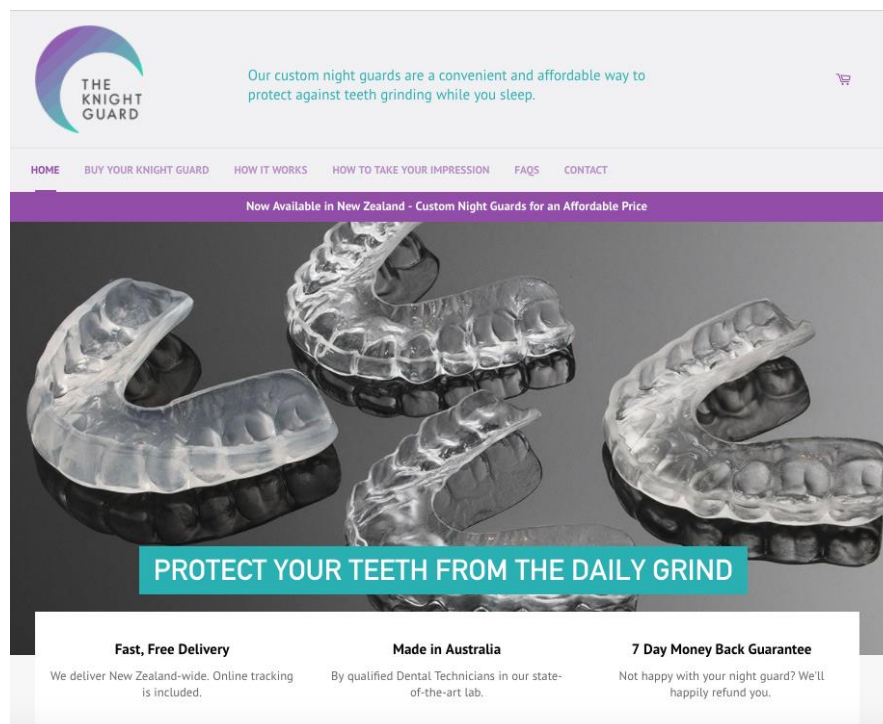 THE
KNIGHT
GUARD
Our custom night guards are a convenient and affordable way to
protect against teeth grinding while you sleep.
HOME BUY YOUR KNIGHT GUARD HOW IT WORKS HOW TO TAKE YOUR IMPRESSION FAQS CONTACT
Now Available in New Zealand - Custom Night Guards for an Affordable Price
PROTECT YOUR TEETH FROM THE DAILY GRIND
Fast, Free Delivery
We deliver New Zealand-wide. Online tracking
is included.
Made in Australia
By qualified Dental Technicians in our state-
of-the-art lab.
7 Day Money Back Guarantee
Not happy with your night guard? We'll
happily refund you.